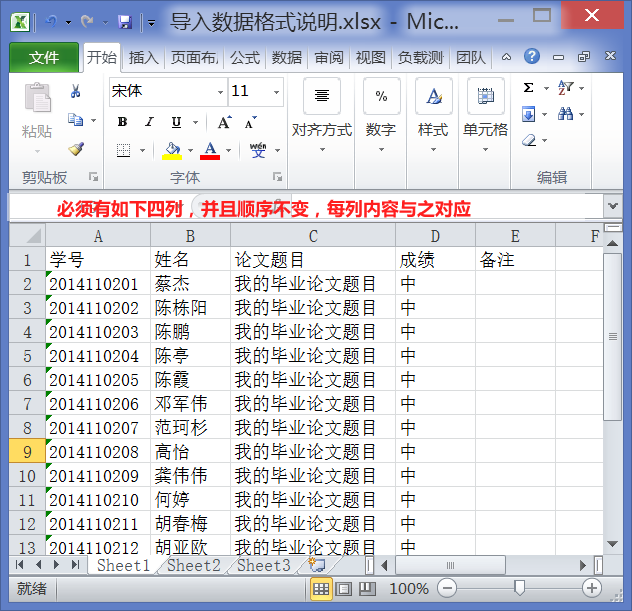 导入数据格式说明.xlsx - Mic...
文件 开始 插入 页面布. 公式 数据 审阅 视图 负载测 团队
粘贴
宋体 11
B I U A A
A wén 文
% A
对齐方式 数字 样式 单元格
Σ
剪贴板 字体 编辑
必须有如下四列，并且顺序不变，每列内容与之对应
A B C D E F
1 学号 姓名 论文题目 成绩 备注
2 2014110201 蔡杰 我的毕业论文题目 中
3 2014110202 陈栋阳 我的毕业论文题目 中
4 2014110203 陈鹏 我的毕业论文题目 中
5 2014110204 陈亭 我的毕业论文题目 中
6 2014110205 陈霞 我的毕业论文题目 中
7 2014110206 邓军伟 我的毕业论文题目 中
8 2014110207 范珂杉 我的毕业论文题目 中
9 2014110208 高怡 我的毕业论文题目 中
10 2014110209 龚伟伟 我的毕业论文题目 中
11 2014110210 何婷 我的毕业论文题目 中
12 2014110211 胡春梅 我的毕业论文题目 中
13 2014110212 胡亚欧 我的毕业论文题目 中
Sheet1 Sheet2 Sheet3
就绪 100%